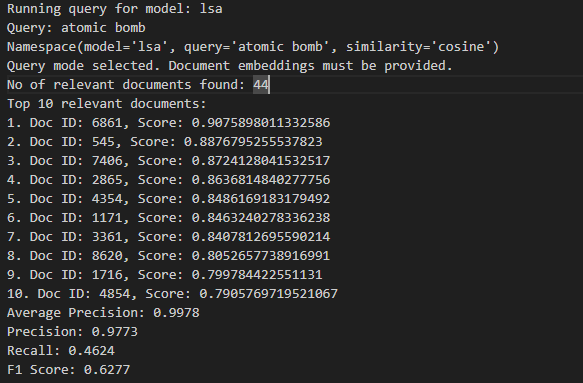 Running query for model: lsa
Query: atomic bomb
Namespace(model='lsa', query='atomic bomb', similarity='cosine')
Query mode selected. Document embeddings must be provided.
No of relevant documents found: 44
Top 10 relevant documents:
1. Doc ID: 6861, Score: 0.9075898011332586
2. Doc ID: 545, Score: 0.8876795255537823
3. Doc ID: 7406, Score: 0.8724128041532517
4. Doc ID: 2865, Score: 0.8636814840277756
5. Doc ID: 4354, Score: 0.8486169183179492
6. Doc ID: 1171, Score: 0.8463240278336238
7. Doc ID: 3361, Score: 0.8407812695590214
8. Doc ID: 8620, Score: 0.8052657738916991
9. Doc ID: 1716, Score: 0.799784422551131
10. Doc ID: 4854, Score: 0.7905769719521067
Average Precision: 0.9978
Precision: 0.9773
Recall: 0.4624
F1 Score: 0.6277